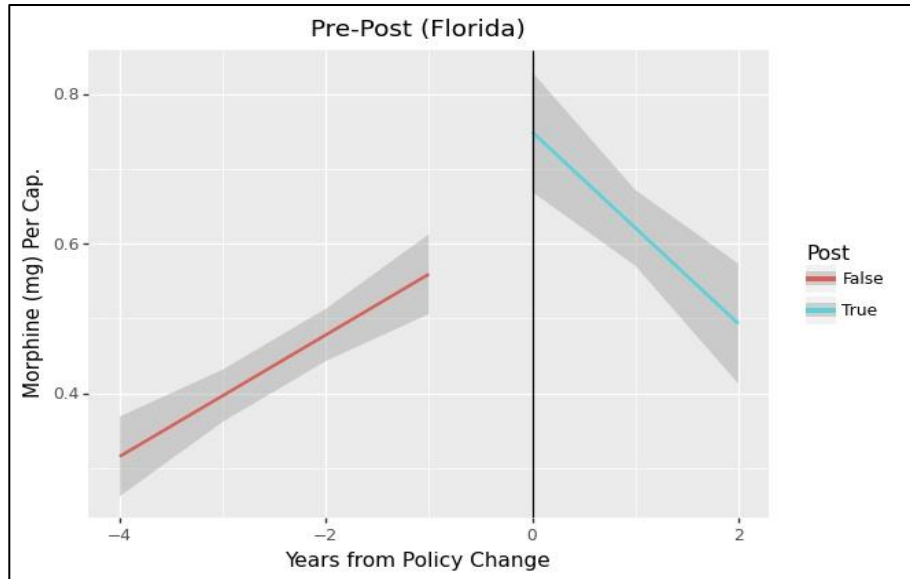 Pre-Post (Florida)
Morphine (mg) Per Cap.
0.8
0.6
0.4
−4
−2
0
2
Years from Policy Change
Post
False
True